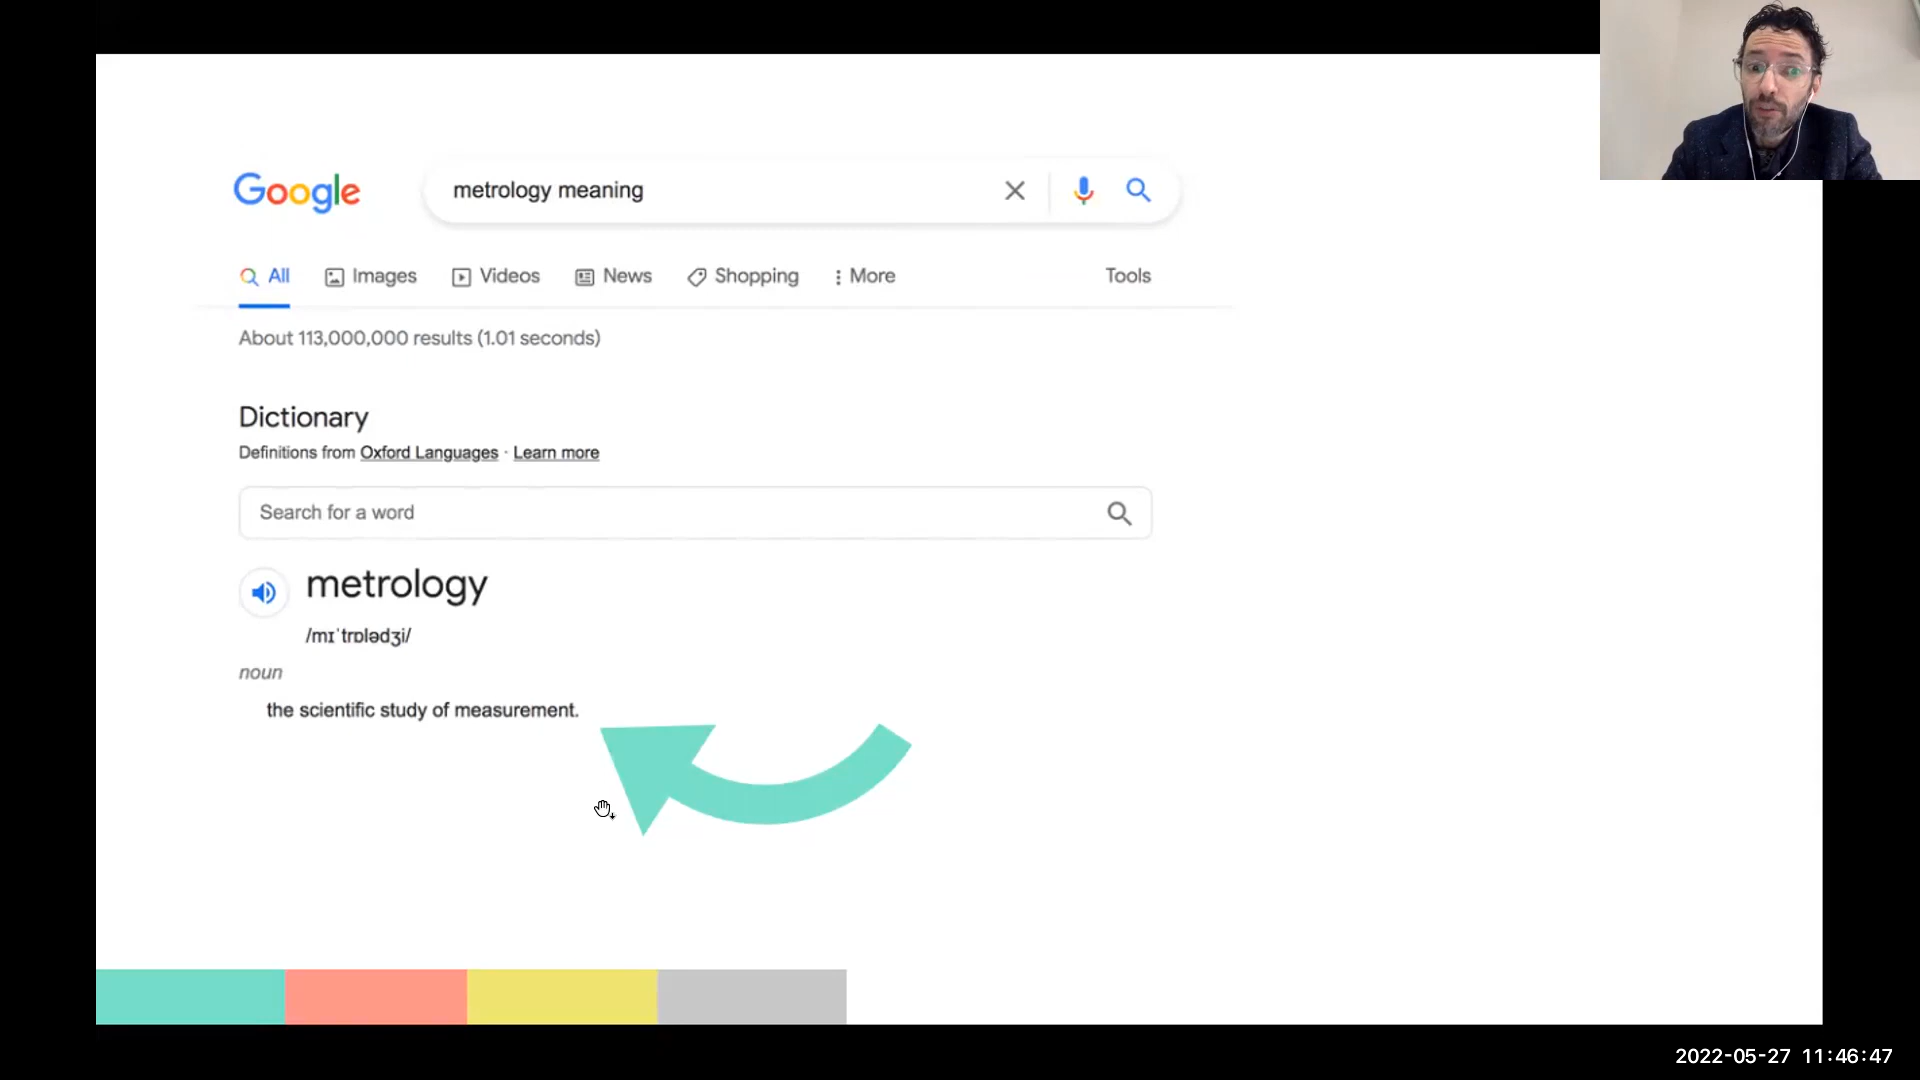 Google
metrology meaning
All Images Videos News Shopping More Tools
About 113,000,000 results (1.01 seconds)
Dictionary
Definitions from Oxford Languages · Learn more
Search for a word
metrology
/mɪˈtrɒlədʒi/
noun
the scientific study of measurement.
2022-05-27 11:46:47